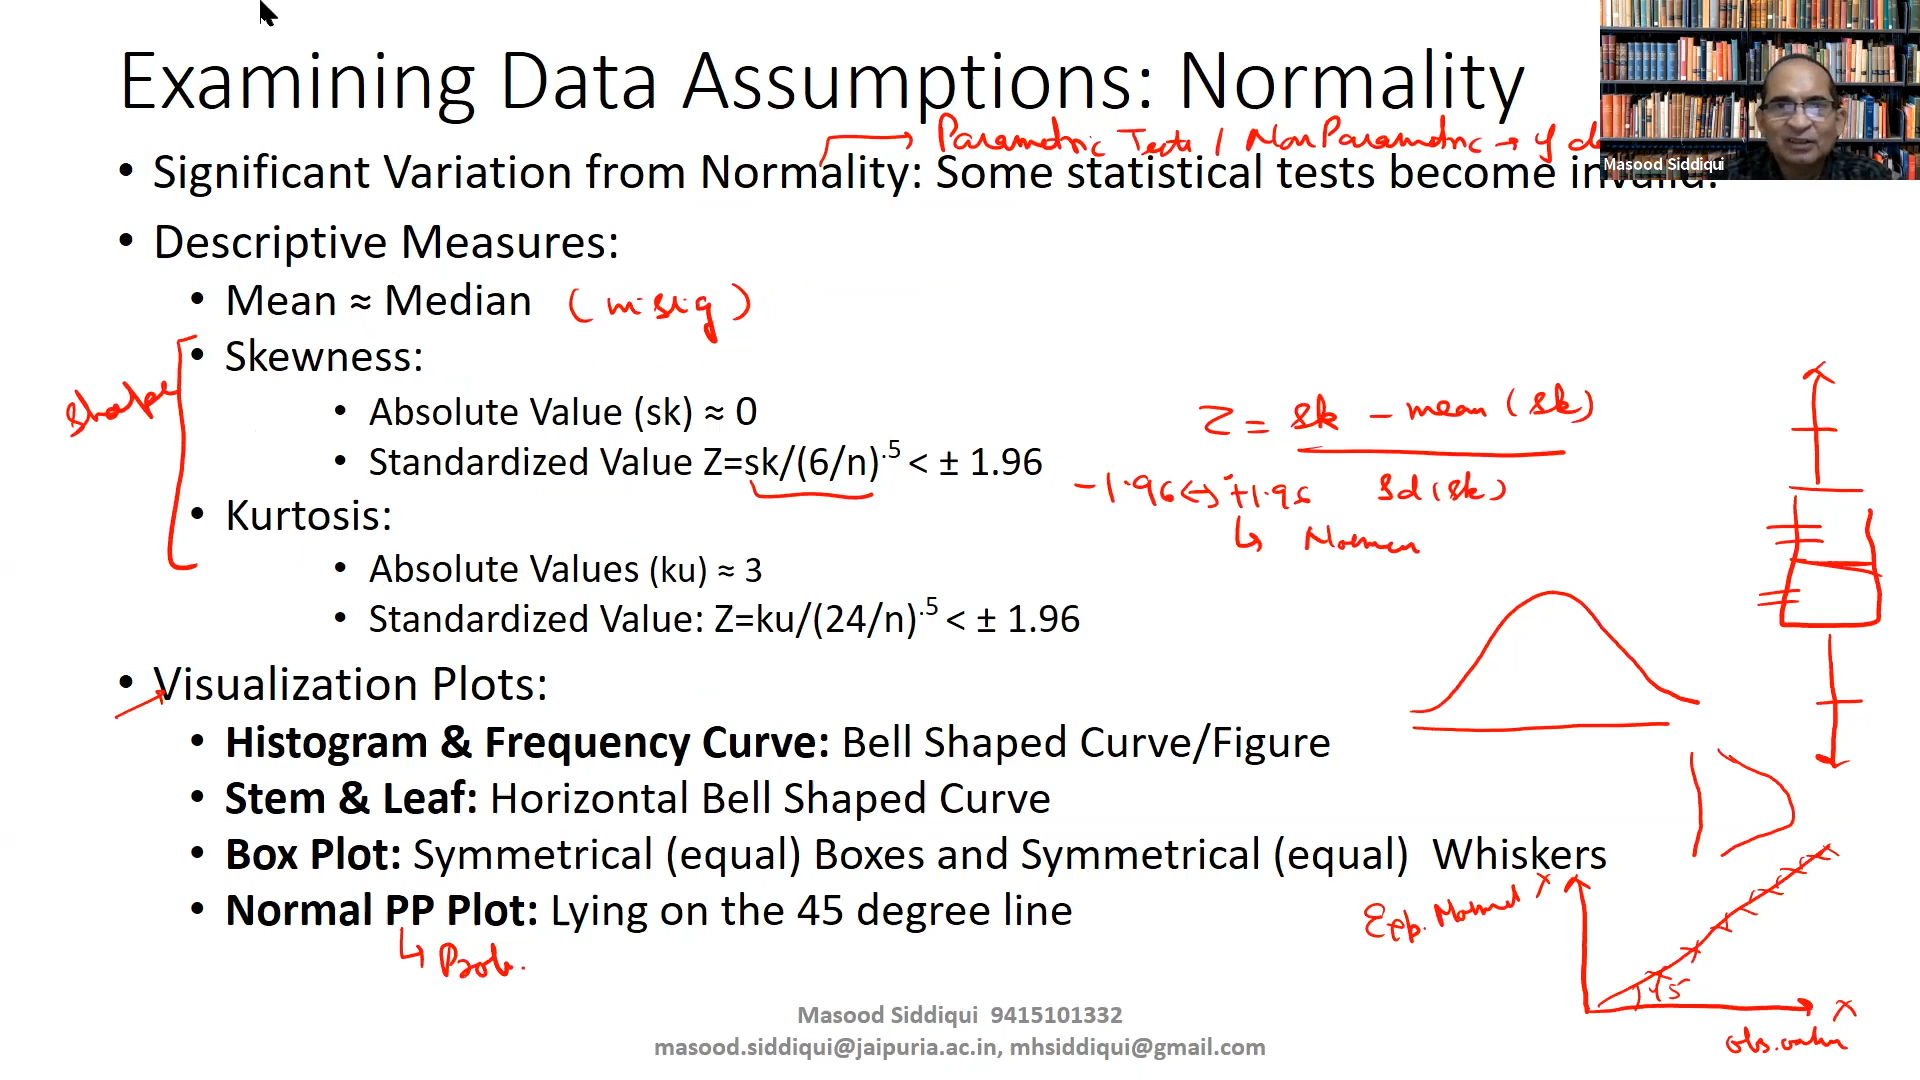 Examining Data Assumptions: Normality
Parametric Tests / NonParametric → y
Masood Siddiqui
• Significant Variation from Normality: Some statistical tests become invalid.
• Descriptive Measures:
• Mean ≈ Median
• Skewness:
Shape
• Absolute Value (sk) ≈ 0
Z = sk – mean (sk)
• Standardized Value Z=sk/(6/n)^.5 < ± 1.96
-1.96 ↔ +1.96 Sd (sk)
• Kurtosis:
• Absolute Values (ku) ≈ 3
• Standardized Value: Z=ku/(24/n)^.5 < ± 1.96
• Visualization Plots:
• Histogram & Frequency Curve: Bell Shaped Curve/Figure
• Stem & Leaf: Horizontal Bell Shaped Curve
• Box Plot: Symmetrical (equal) Boxes and Symmetrical (equal) Whiskers
• Normal PP Plot: Lying on the 45 degree line
Exp. Normal X
Prob.
45
X
Masood Siddiqui 9415101332
masood.siddiqui@jaipuria.ac.in, mhsiddiqui@gmail.com